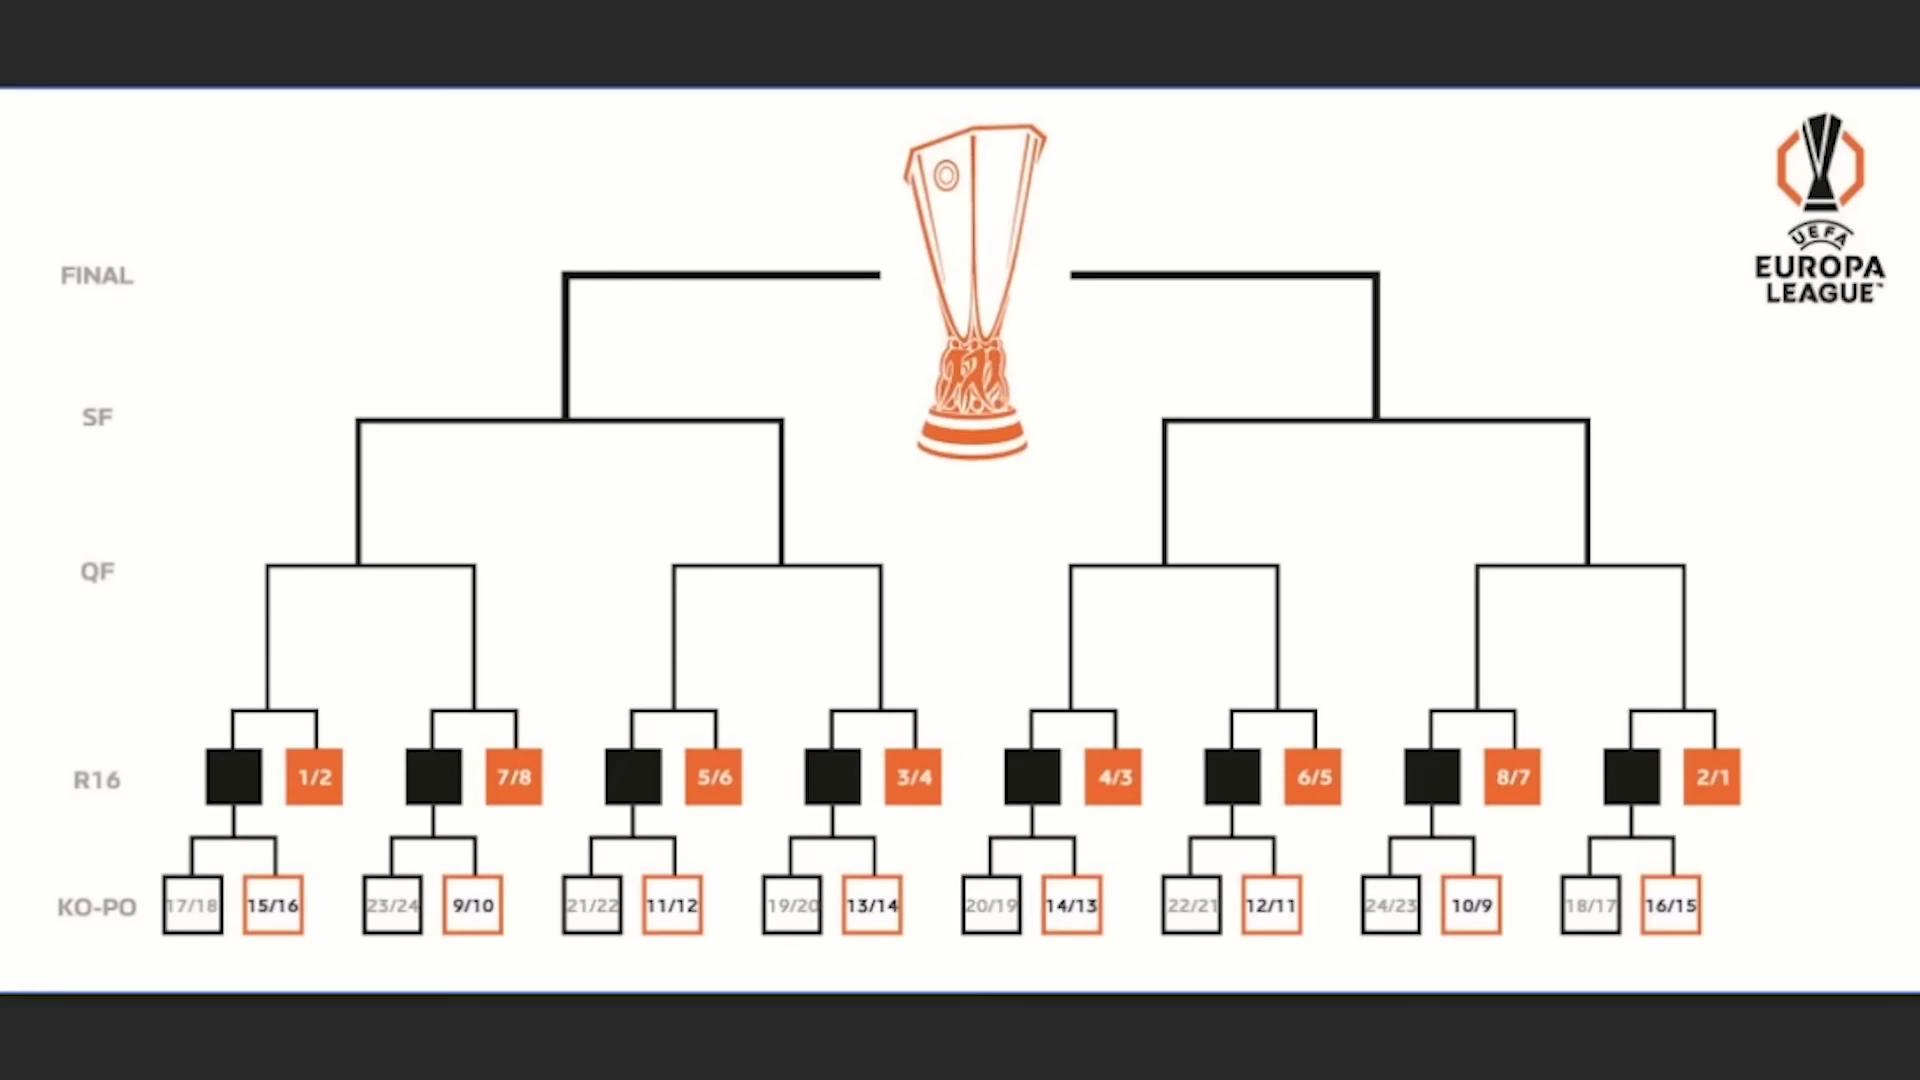 UEFA
EUROPA
LEAGUE™
FINAL
SF
QF
R16
1/2 7/8 5/6 3/4 4/3 6/5 8/7 2/1
KO-PO
17/18 15/16 23/24 9/10 21/22 11/12 19/20 13/14 20/19 14/13 22/21 12/11 24/23 10/9 18/17 16/15